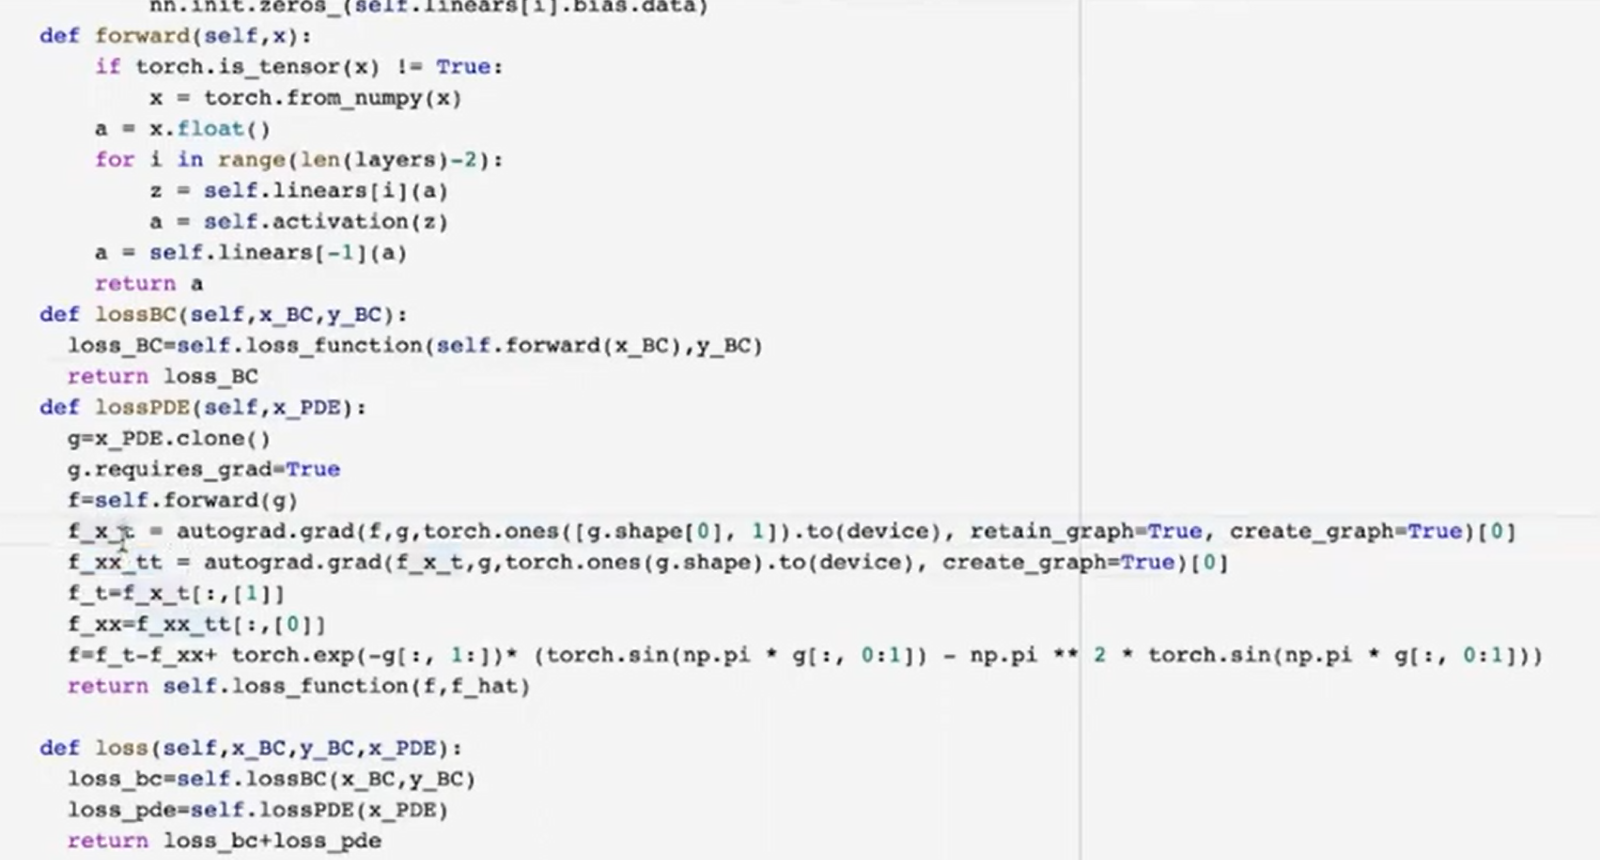 nn.init.zeros_(self.linears[i].bias.data)
def forward(self,x):
if torch.is_tensor(x) != True:
x = torch.from_numpy(x)
a = x.float()
for i in range(len(layers)-2):
z = self.linears[i](a)
a = self.activation(z)
a = self.linears[-1](a)
return a
def lossBC(self,x_BC,y_BC):
loss_BC=self.loss_function(self.forward(x_BC),y_BC)
return loss_BC
def lossPDE(self,x_PDE):
g=x_PDE.clone()
g.requires_grad=True
f=self.forward(g)
f_x_t = autograd.grad(f,g,torch.ones([g.shape[0], 1]).to(device), retain_graph=True, create_graph=True)[0]
f_xx_tt = autograd.grad(f_x_t,g,torch.ones(g.shape).to(device), create_graph=True)[0]
f_t=f_x_t[:,[1]]
f_xx=f_xx_tt[:,[0]]
f=f_t-f_xx+ torch.exp(-g[:, 1:])* (torch.sin(np.pi * g[:, 0:1]) - np.pi ** 2 * torch.sin(np.pi * g[:, 0:1]))
return self.loss_function(f,f_hat)
def loss(self,x_BC,y_BC,x_PDE):
loss_bc=self.lossBC(x_BC,y_BC)
loss_pde=self.lossPDE(x_PDE)
return loss_bc+loss_pde